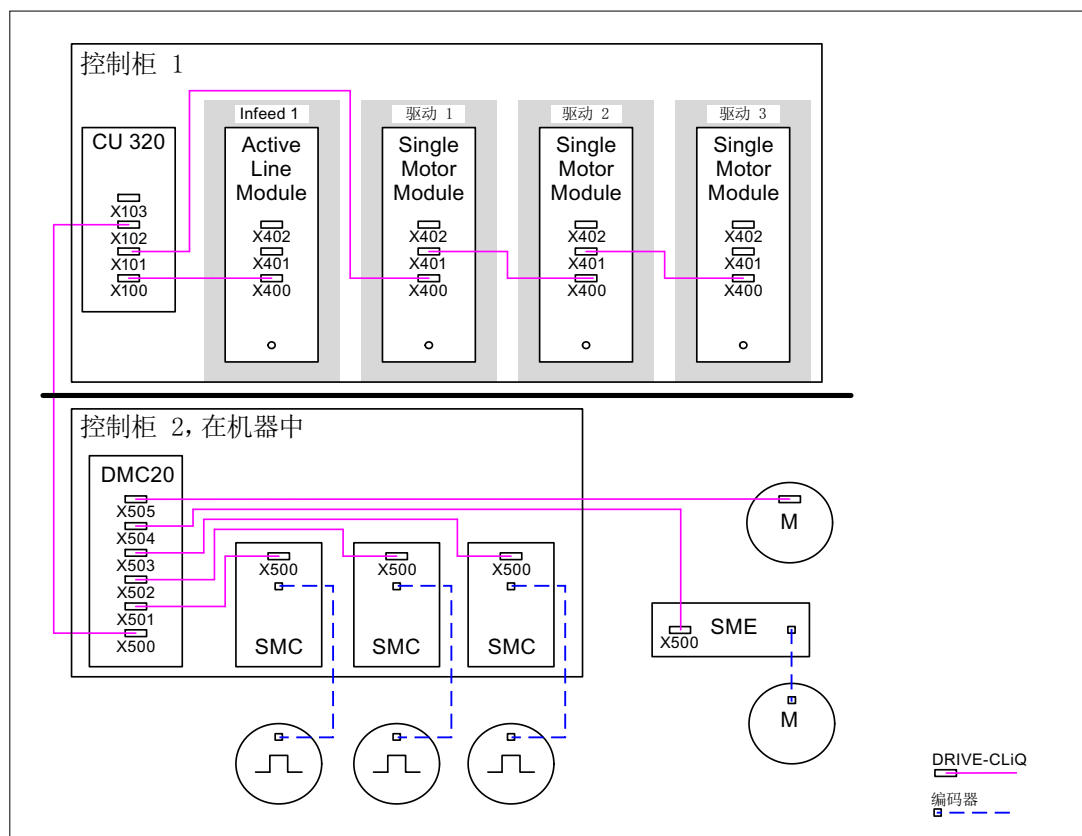 控制柜 1
Infeed 1
驱动 1
驱动 2
驱动 3
CU 320
X103
X102
X101
X100
Active
Line
Module
X402
X401
X400
Single
Motor
Module
X402
X401
X400
Single
Motor
Module
X402
X401
X400
Single
Motor
Module
X402
X401
X400
控制柜 2, 在机器中
DMC20
X505
X504
X503
X502
X501
X500
X500
SMC
X500
SMC
X500
SMC
M
X500
SME
M
DRIVE-CLiQ
编码器